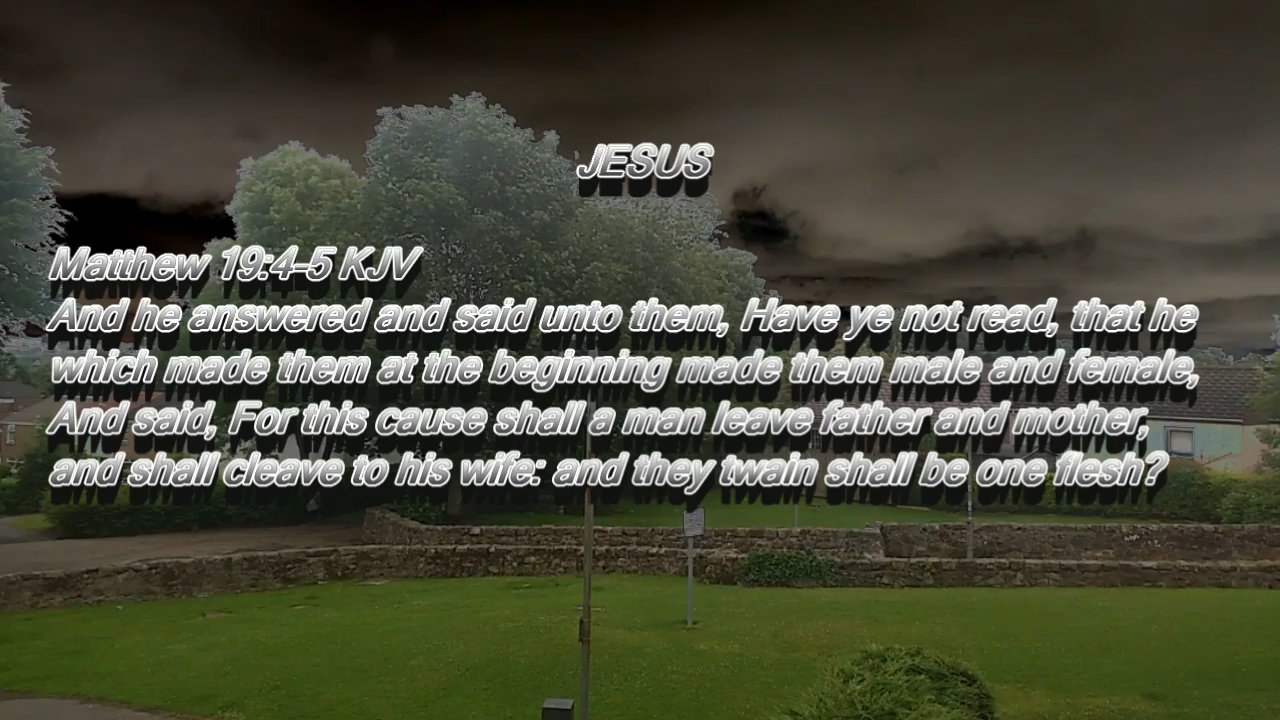 JESUS
Matthew 19:4-5 KJV
And he answered and said unto them, Have ye not read, that he
which made them at the beginning made them male and female,
And said, For this cause shall a man leave father and mother,
and shall cleave to his wife: and they twain shall be one flesh?